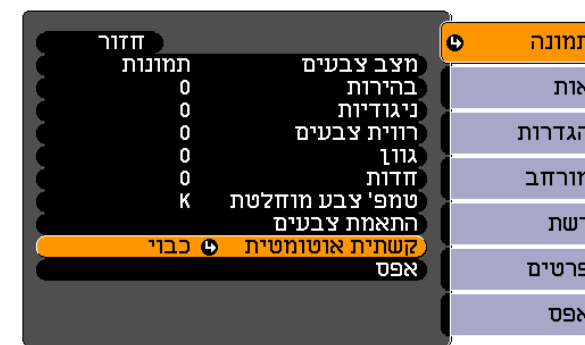 חזור
מצב צבעים תמונות
בהירות 0
ניגודיות 0
רווית צבעים 0
גוון 0
חדות 0
טמפ' צבע מוחלטת K
התאמת צבעים
קשתית אוטומטית כבוי
אפס
תמונה
אות
הגדרות
מורחב
רשת
פרטים
אפס